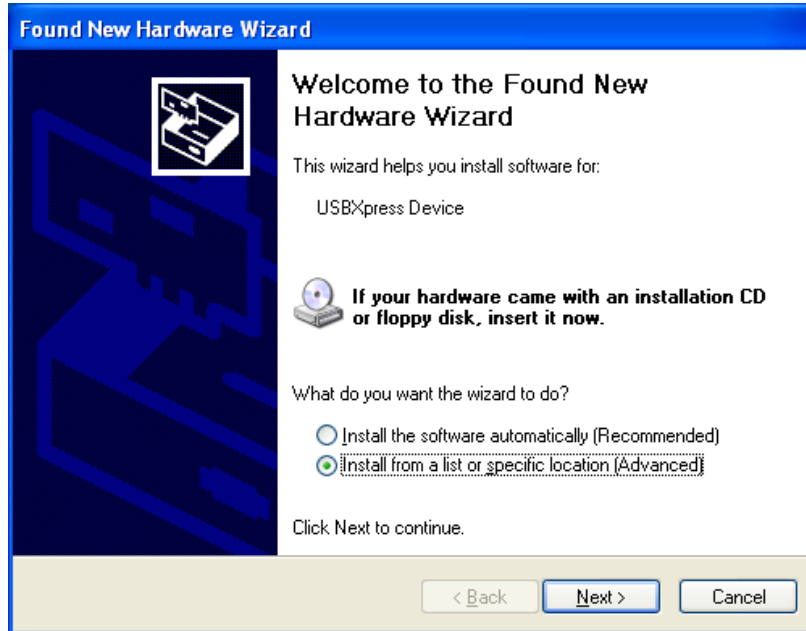 Found New Hardware Wizard
Welcome to the Found New
Hardware Wizard
This wizard helps you install software for:
USBXpress Device
If your hardware came with an installation CD
or floppy disk, insert it now.
What do you want the wizard to do?
Install the software automatically (Recommended)
Install from a list or specific location (Advanced)
Click Next to continue.
< Back Next > Cancel